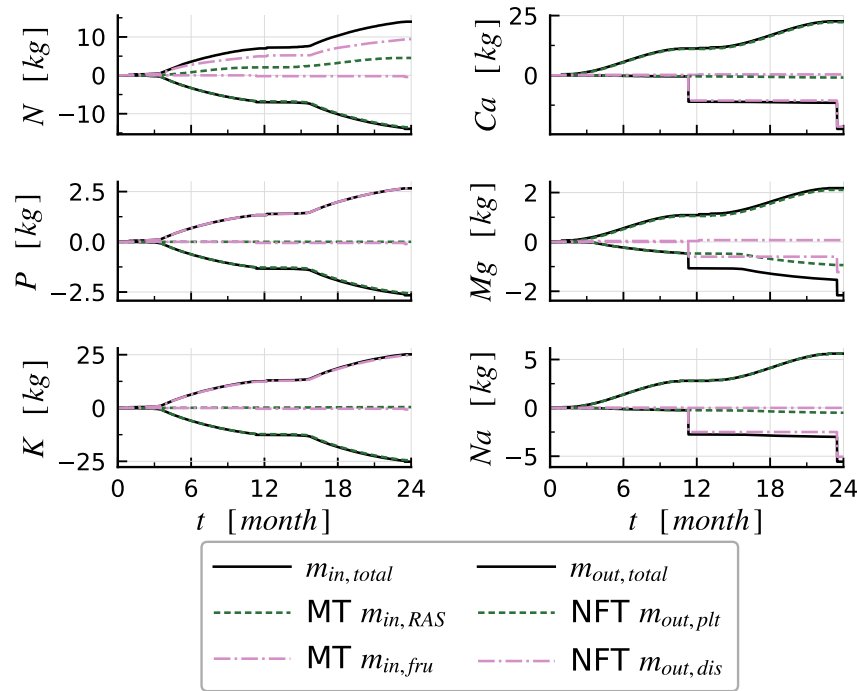 N [kg]
10
0
−10
Ca [kg]
25
0
P [kg]
2.5
0.0
−2.5
Mg [kg]
2
0
−2
K [kg]
25
0
−25
0 6 12 18 24
t [month]
Na [kg]
5
0
−5
0 6 12 18 24
t [month]
m_in,total
m_out,total
MT m_in,RAS
NFT m_out,plt
MT m_in,fru
NFT m_out,dis